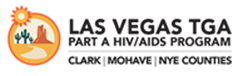 LAS VEGAS TGA
PART A HIV/AIDS PROGRAM
CLARK | MOHAVE | NYE COUNTIES